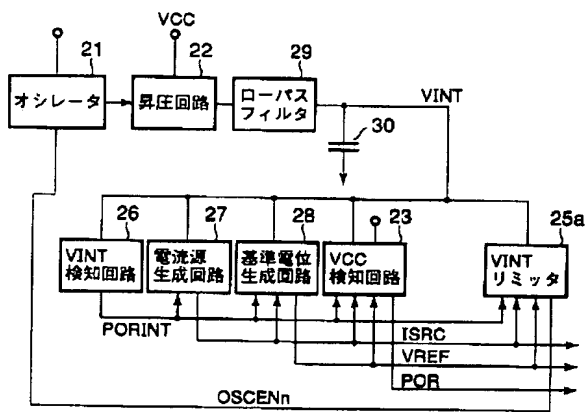 VCC
21
22
29
オシレータ
昇圧回路
ローパス
フィルタ
VINT
30
26
27
28
23
25a
VINT
検知回路
電流源
生成回路
基準電位
生成回路
VCC
検知回路
VINT
リミッタ
PORINT
ISRC
VREF
POR
OSCENn